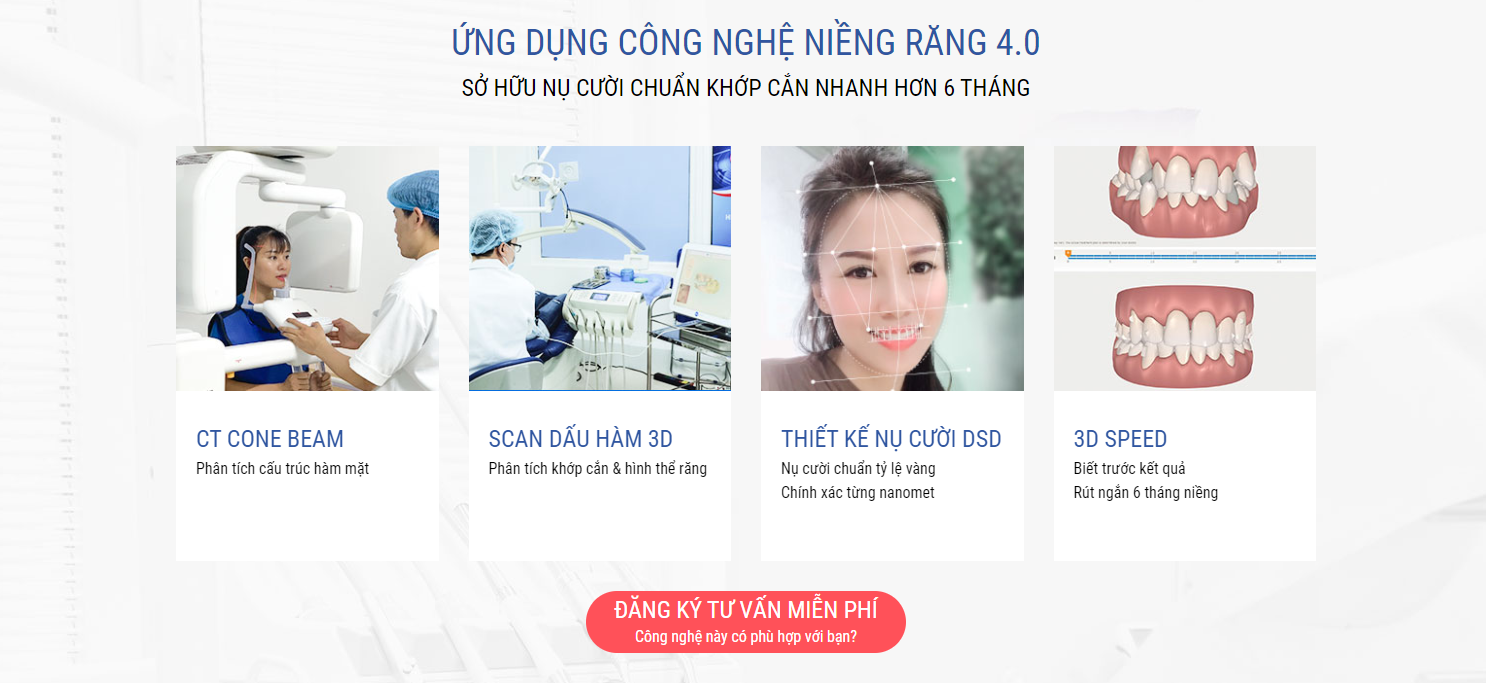 ỨNG DỤNG CÔNG NGHỆ NIỀNG RĂNG 4.0
SỞ HỮU NỤ CƯỜI CHUẨN KHỚP CẮN NHANH HƠN 6 THÁNG
CT CONE BEAM
Phân tích cấu trúc hàm mặt
SCAN DẤU HÀM 3D
Phân tích khớp cắn & hình thể răng
THIẾT KẾ NỤ CƯỜI DSD
Nụ cười chuẩn tỷ lệ vàng
Chính xác từng nanomet
3D SPEED
Biết trước kết quả
Rút ngắn 6 tháng niềng
ĐĂNG KÝ TƯ VẤN MIỄN PHÍ
Công nghệ này có phù hợp với bạn?